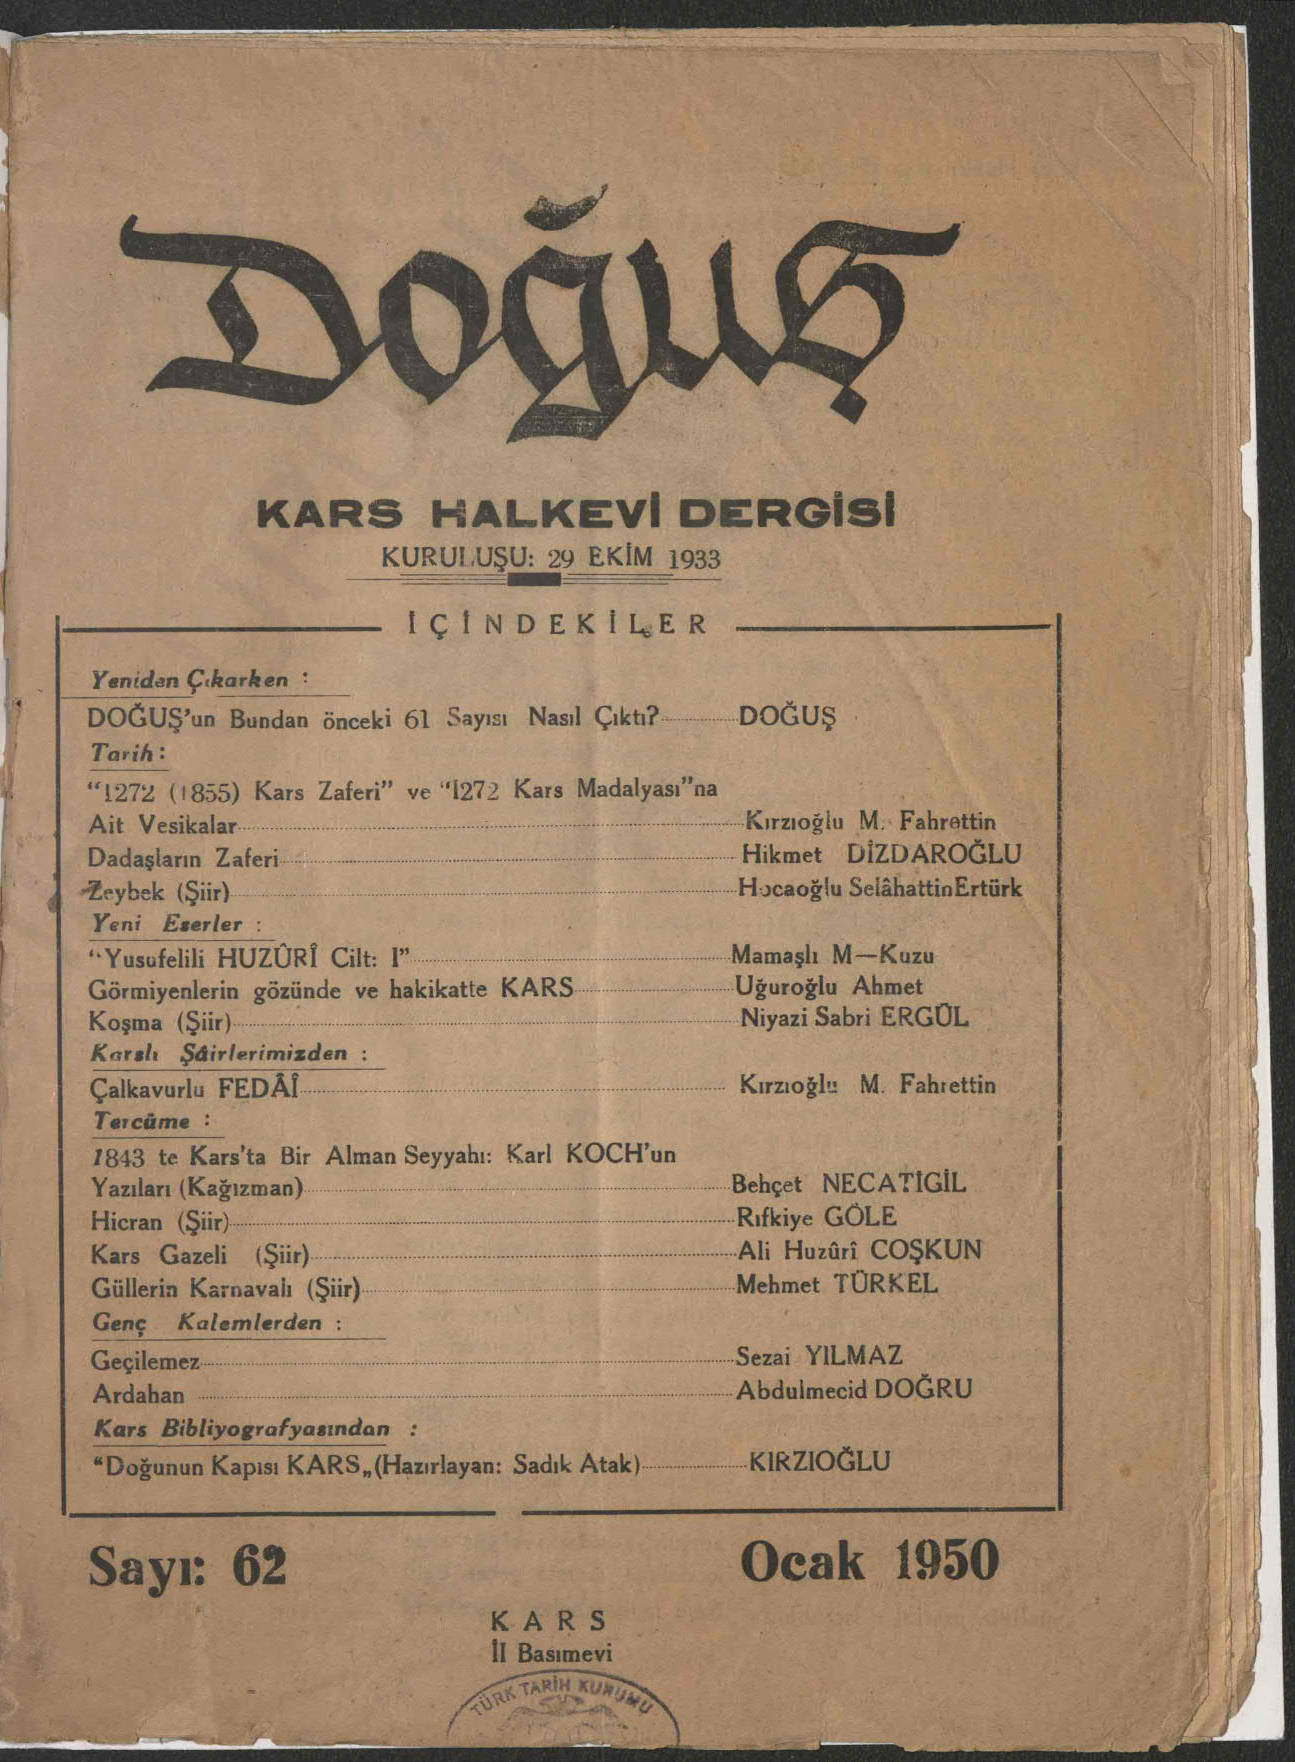 Doğuş
KARS HALKEVİ DERGİSİ
KURULUŞU: 29 EKİM 1933
İÇİNDEKİLER
Yeniden Çıkarken :
DOĞUŞ'un Bundan önceki 61 Sayısı Nasıl Çıktı? DOĞUŞ
Tarih :
“1272 (1855) Kars Zaferi” ve “1272 Kars Madalyası”na
Ait Vesikalar Kırzıoğlu M. Fahrettin
Dadaşların Zaferi Hikmet DİZDAROĞLU
Zeybek (Şiir) Hocaoğlu Selâhattin Ertürk
Yeni Eserler :
“Yusufelili HUZÛRÎ Cilt: I” Mamaşlı M—Kuzu
Görmiyenlerin gözünde ve hakikatte KARS Uğuroğlu Ahmet
Koşma (Şiir) Niyazi Sabri ERGÜL
Karslı Şâirlerimizden :
Çalkavurlu FEDÂÎ Kırzıoğlu M. Fahrettin
Tercüme :
1843 te Kars'ta Bir Alman Seyyahı: Karl KOCH'un
Yazıları (Kağızman) Behçet NECATİGİL
Hicran (Şiir) Rıfkiye GÖLE
Kars Gazeli (Şiir) Ali Huzûrî COŞKUN
Güllerin Karnavalı (Şiir) Mehmet TÜRKEL
Genç Kalemlerden :
Geçilemez Sezai YILMAZ
Ardahan Abdulmecid DOĞRU
Kars Bibliyografyasından :
“Doğunun Kapısı KARS„ (Hazırlayan: Sadık Atak) KIRZIOĞLU
Sayı: 62 Ocak 1950
KARS
İl Basımevi
TÜRK TARİH KURUMU